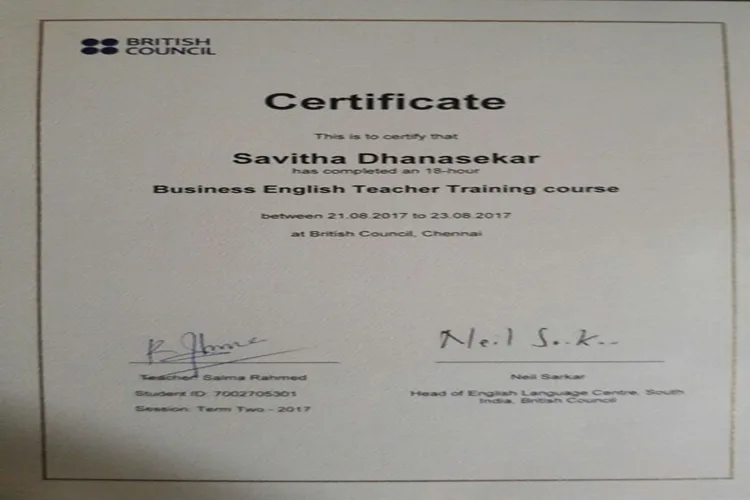 BRITISH
COUNCIL
Certificate
This is to certify that
Savitha Dhanasekar
has completed an 18-hour
Business English Teacher Training course
between 21.08.2017 to 23.08.2017
at British Council, Chennai
Neil Sarkar
Teacher: Salma Rahmed
Student ID: 7002705301
Session: Term Two - 2017
Neil Sarkar
Head of English Language Centre, South
India, British Council